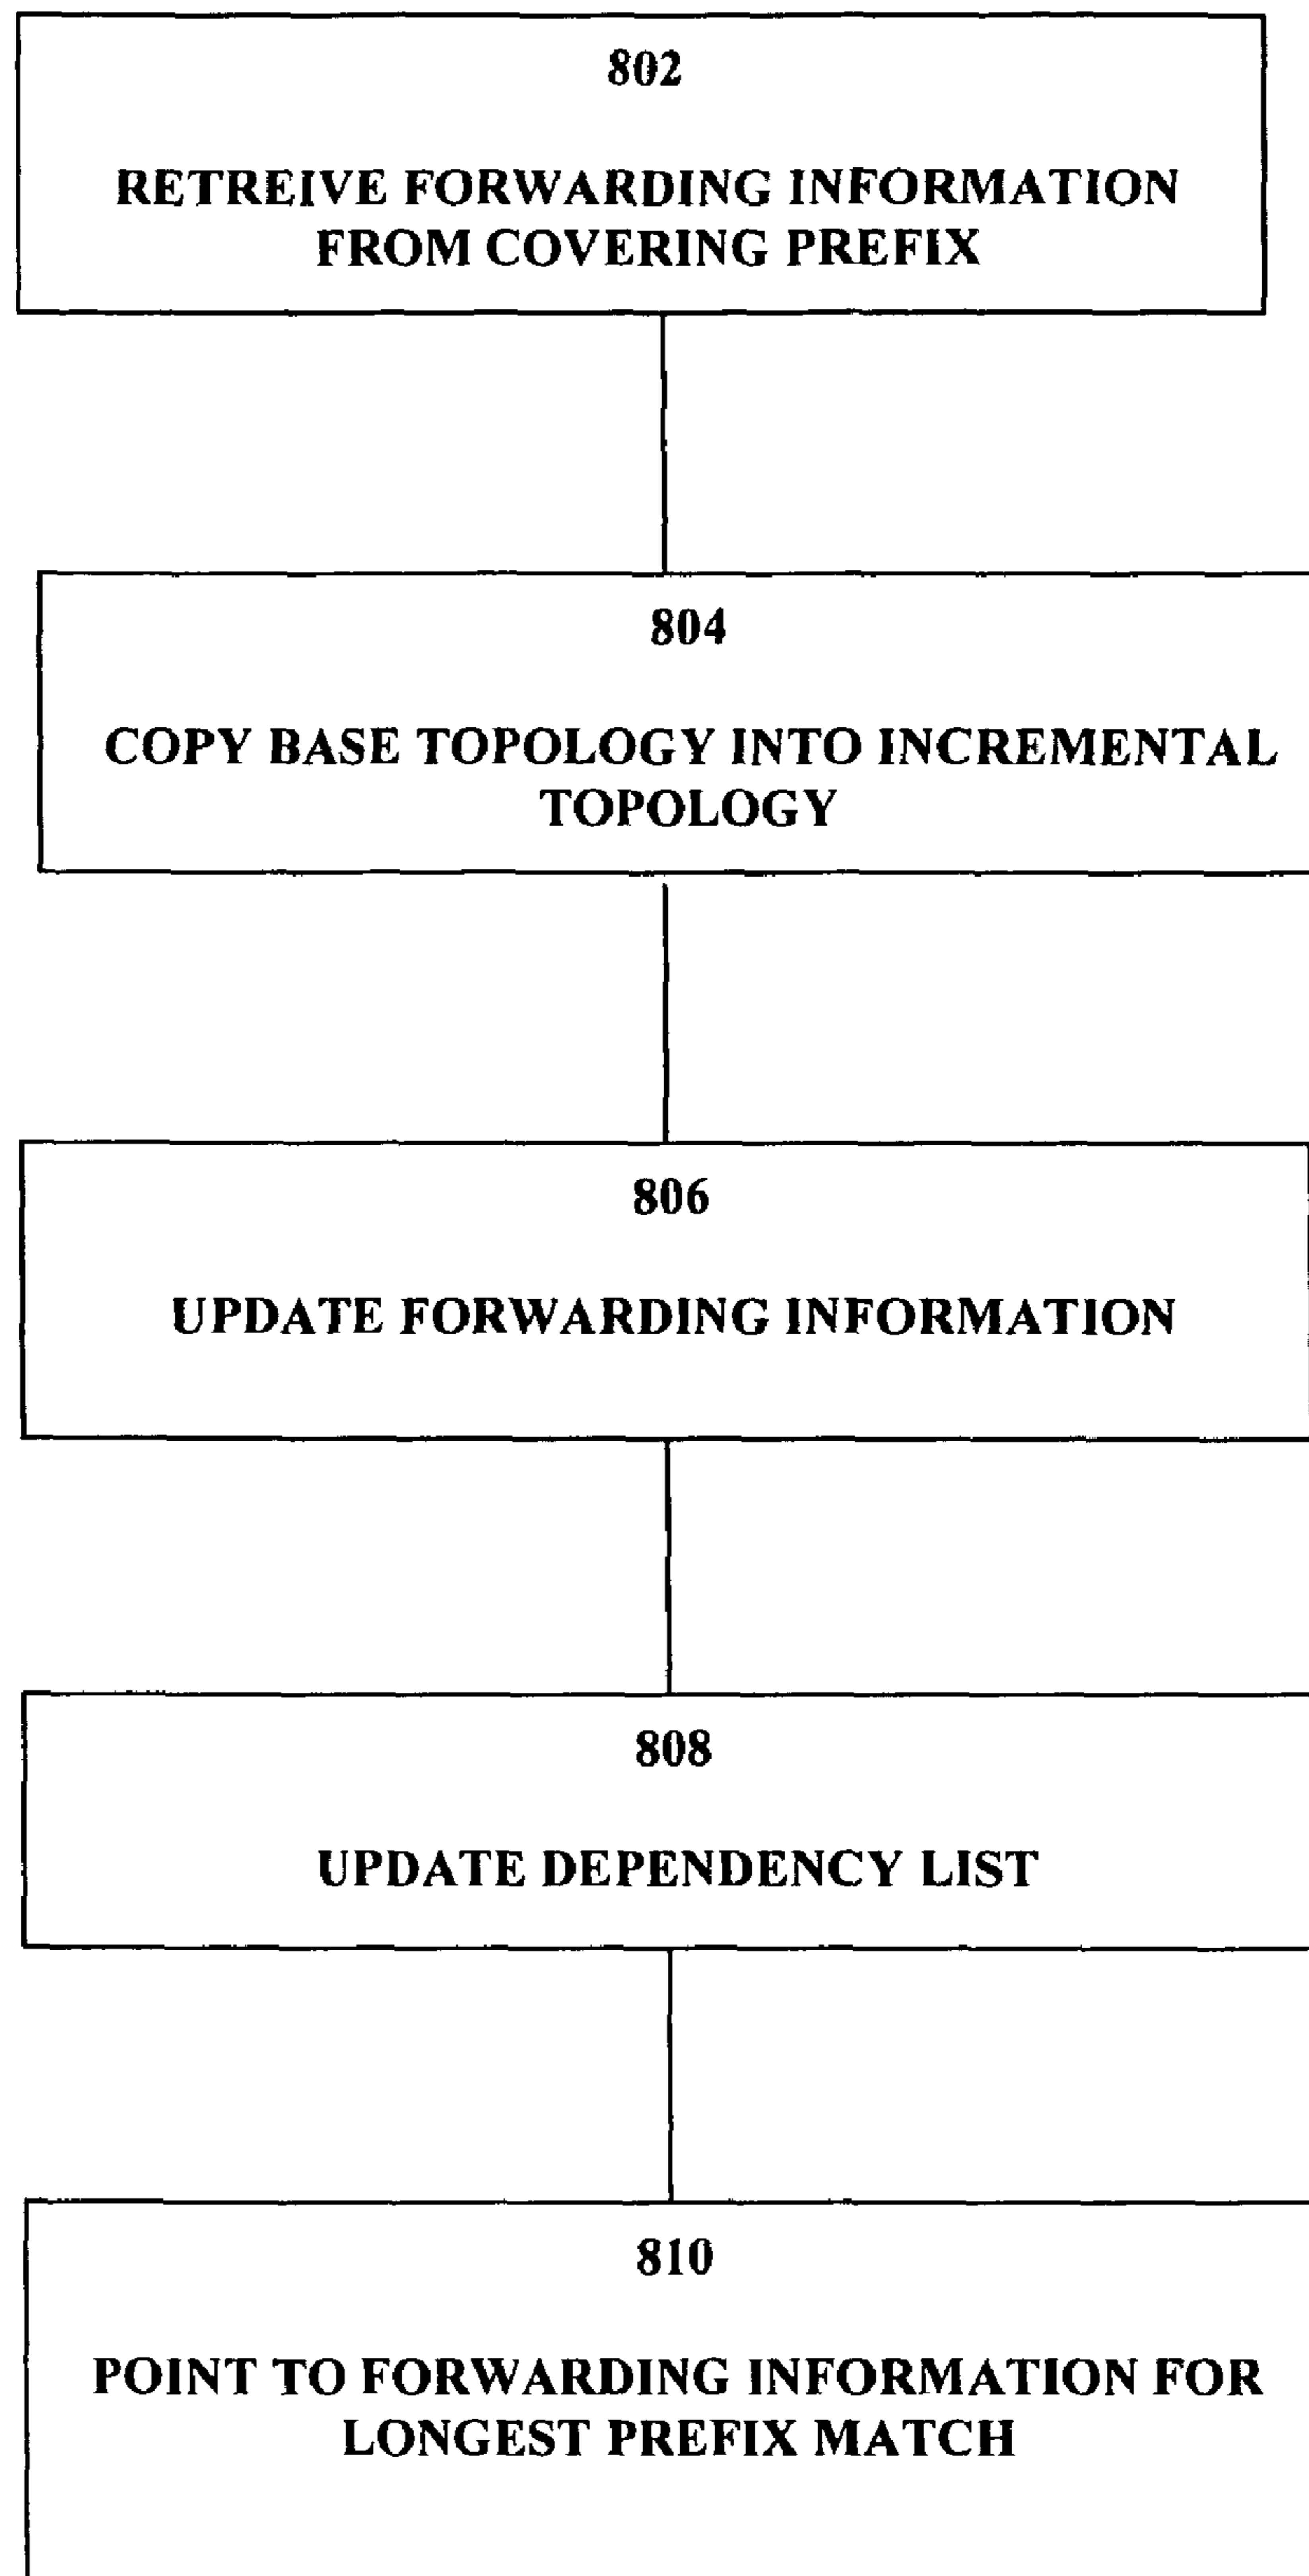 802
RETREIVE FORWARDING INFORMATION
FROM COVERING PREFIX
804
COPY BASE TOPOLOGY INTO INCREMENTAL
TOPOLOGY
806
UPDATE FORWARDING INFORMATION
808
UPDATE DEPENDENCY LIST
810
POINT TO FORWARDING INFORMATION FOR
LONGEST PREFIX MATCH